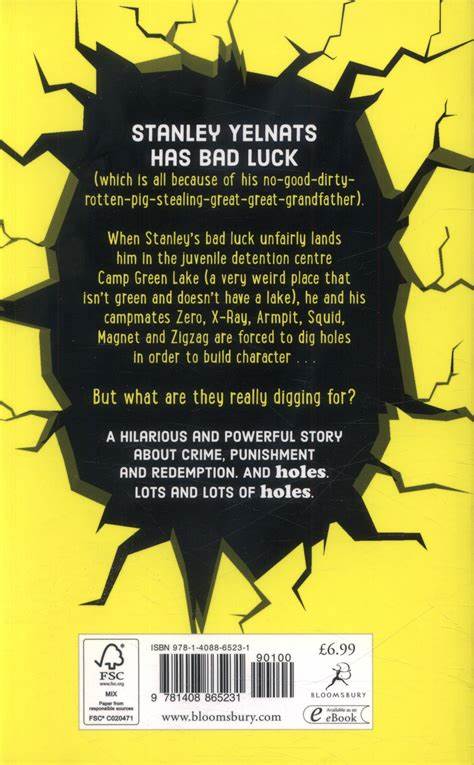 STANLEY YELNATS
HAS BAD LUCK
(which is all because of his no-good-dirty-
rotten-pig-stealing-great-great-grandfather).
When Stanley's bad luck unfairly lands
him in the juvenile detention centre
Camp Green Lake (a very weird place that
isn't green and doesn't have a lake), he and his
campmates Zero, X-Ray, Armpit, Squid,
Magnet and Zigzag are forced to dig holes
in order to build character . . .
But what are they really digging for?
A HILARIOUS AND POWERFUL STORY
ABOUT CRIME, PUNISHMENT
AND REDEMPTION. AND holes.
LOTS AND LOTS OF holes.
FSC
www.fsc.org
MIX
Paper from
responsible sources
FSC® C020471
ISBN 978-1-4088-6523-1
90100
9 781408 865231
www.bloomsbury.com
£6.99
BLOOMSBURY
e Available as an
eBook